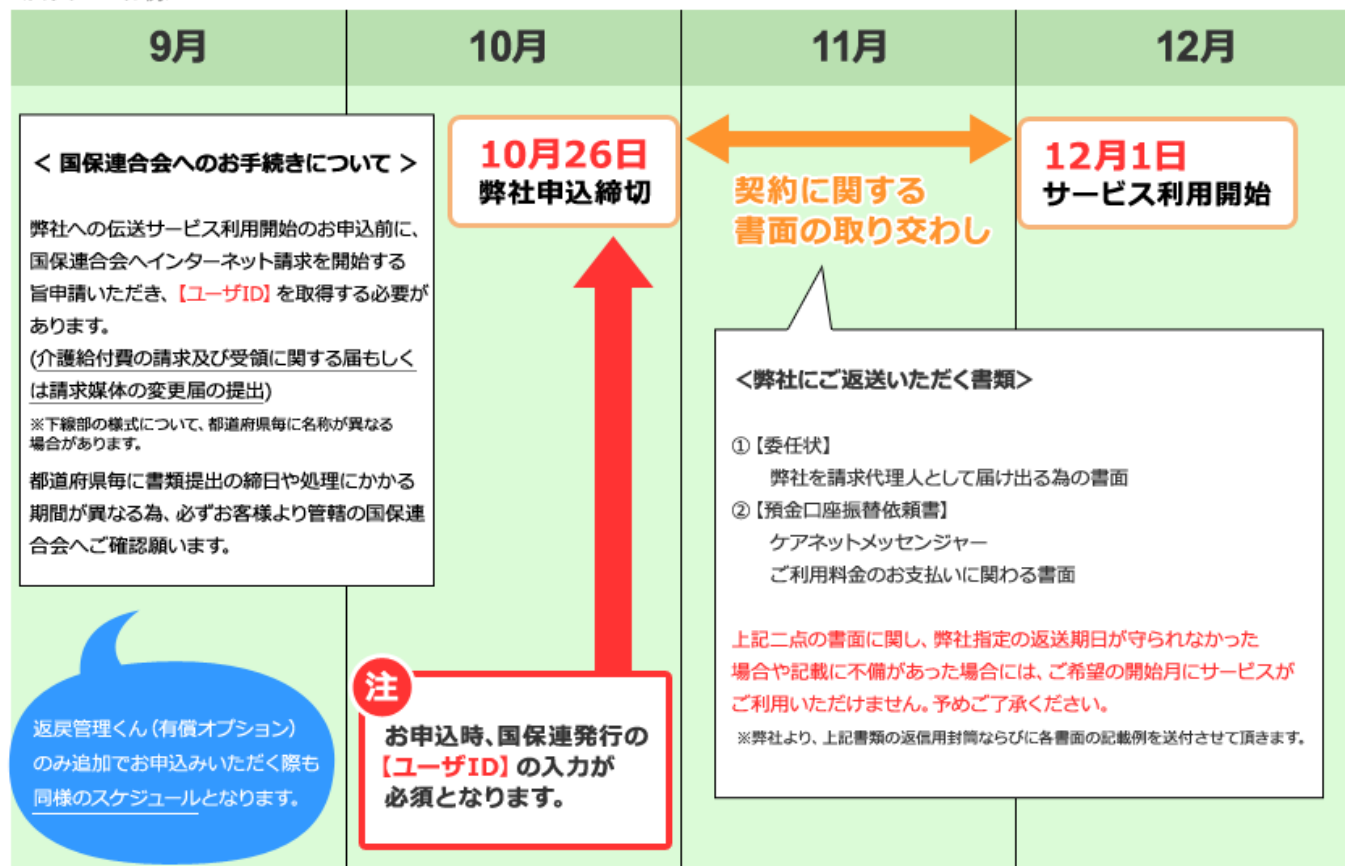 9月
10月
11月
12月
< 国保連合会へのお手続きについて >
弊社への伝送サービス利用開始のお申込前に、
国保連合会へインターネット請求を開始する
旨申請いただき、【ユーザID】を取得する必要が
あります。
(介護給付費の請求及び受領に関する届もしく
は請求媒体の変更届の提出)
※下線部の様式について、都道府県毎に名称が異なる
場合があります。
都道府県毎に書類提出の締日や処理にかかる
期間が異なる為、必ずお客様より管轄の国保連
合会へご確認願います。
返戻管理くん(有償オプション)
のみ追加でお申込みいただく際も
同様のスケジュールとなります。
10月26日
弊社申込締切
注
お申込時、国保連発行の
【ユーザID】の入力が
必須となります。
契約に関する
書面の取り交わし
12月1日
サービス利用開始
<弊社にご返送いただく書類>
①【委任状】
弊社を請求代理人として届け出る為の書面
②【預金口座振替依頼書】
ケアネットメッセンジャー
ご利用料金のお支払いに関わる書面
上記二点の書面に関し、弊社指定の返送期日が守られなかった
場合や記載に不備があった場合には、ご希望の開始月にサービスが
ご利用いただけません。予めご了承ください。
※弊社より、上記書類の返信用封筒ならびに各書面の記載例を送付させて頂きます。